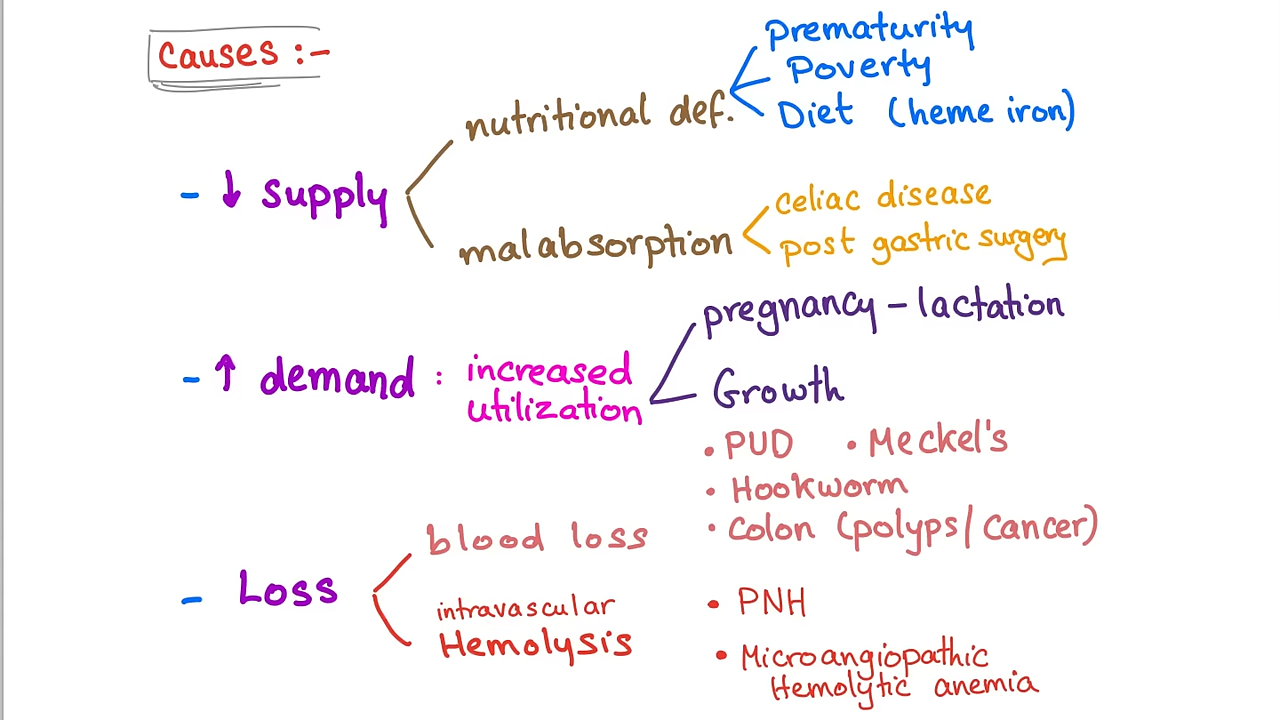 Causes :-
Prematurity
Poverty
Diet (heme iron)
nutritional def.
- ↓ supply
malabsorption
celiac disease
post gastric surgery
pregnancy - lactation
- ↑ demand : increased utilization
Growth
• PUD • Meckel's
• Hookworm
• Colon (polyps/cancer)
blood loss
- Loss
intravascular
Hemolysis
• PNH
• Microangiopathic
Hemolytic anemia